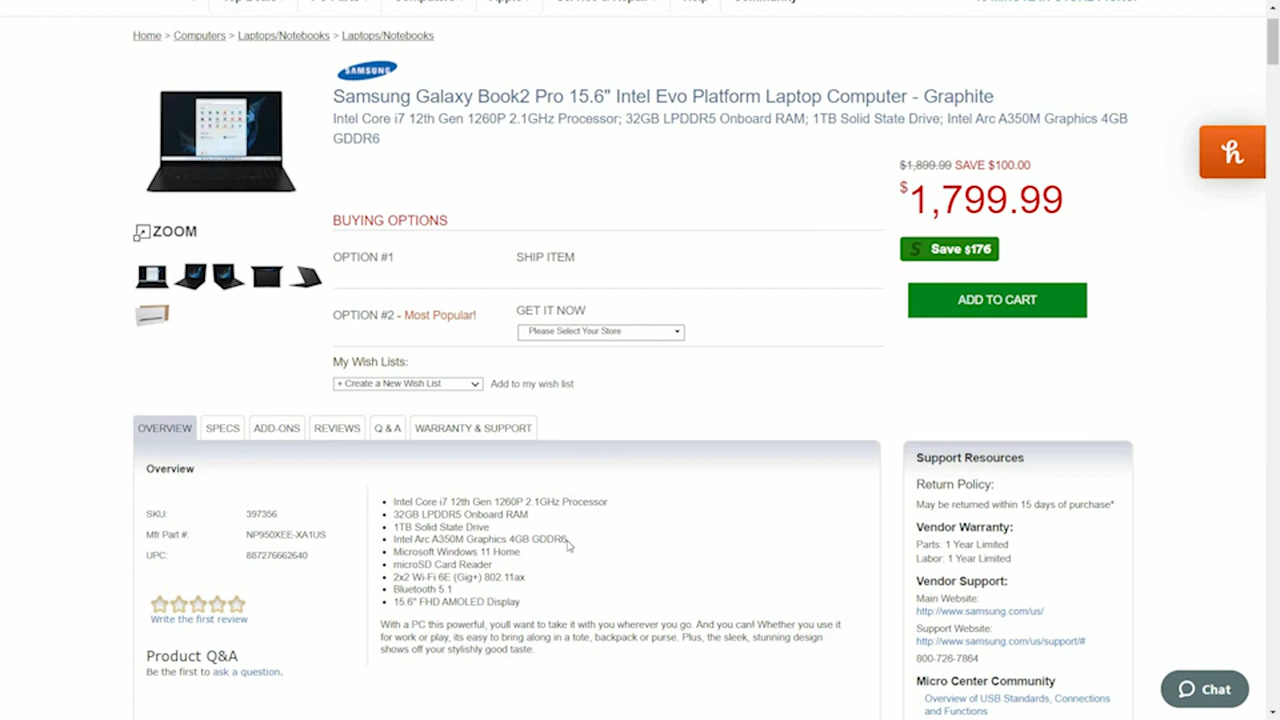 Home > Computers > Laptops/Notebooks > Laptops/Notebooks
SAMSUNG
Samsung Galaxy Book2 Pro 15.6" Intel Evo Platform Laptop Computer - Graphite
Intel Core i7 12th Gen 1260P 2.1GHz Processor; 32GB LPDDR5 Onboard RAM; 1TB Solid State Drive; Intel Arc A350M Graphics 4GB
GDDR6
$1,899.99 SAVE $100.00
$1,799.99
Save $176
ADD TO CART
ZOOM
BUYING OPTIONS
OPTION #1 SHIP ITEM
OPTION #2 - Most Popular! GET IT NOW
Please Select Your Store
My Wish Lists:
+ Create a New Wish List Add to my wish list
OVERVIEW SPECS ADD-ONS REVIEWS Q & A WARRANTY & SUPPORT
Overview
SKU: 397356
Mfr Part #: NP950XEE-XA1US
UPC: 887276662640
Write the first review
Product Q&A
Be the first to ask a question.
• Intel Core i7 12th Gen 1260P 2.1GHz Processor
• 32GB LPDDR5 Onboard RAM
• 1TB Solid State Drive
• Intel Arc A350M Graphics 4GB GDDR6
• Microsoft Windows 11 Home
• microSD Card Reader
• 2x2 Wi-Fi 6E (Gig+) 802.11ax
• Bluetooth 5.1
• 15.6" FHD AMOLED Display
With a PC this powerful, youll want to take it with you wherever you go. And you can! Whether you use it
for work or play, its easy to bring along in a tote, backpack or purse. Plus, the sleek, stunning design
shows off your stylishly good taste.
Support Resources
Return Policy:
May be returned within 15 days of purchase*
Vendor Warranty:
Parts: 1 Year Limited
Labor: 1 Year Limited
Vendor Support:
Main Website:
http://www.samsung.com/us/
Support Website:
http://www.samsung.com/us/support/#
800-726-7864
Micro Center Community
Overview of USB Standards, Connections
and Functions
Chat